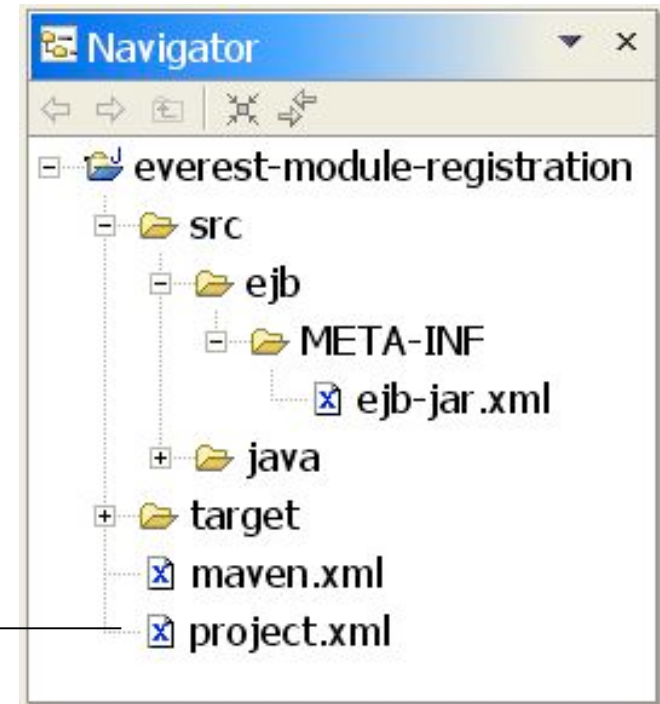 Navigator
everest-module-registration
src
ejb
META-INF
ejb-jar.xml
java
target
maven.xml
project.xml